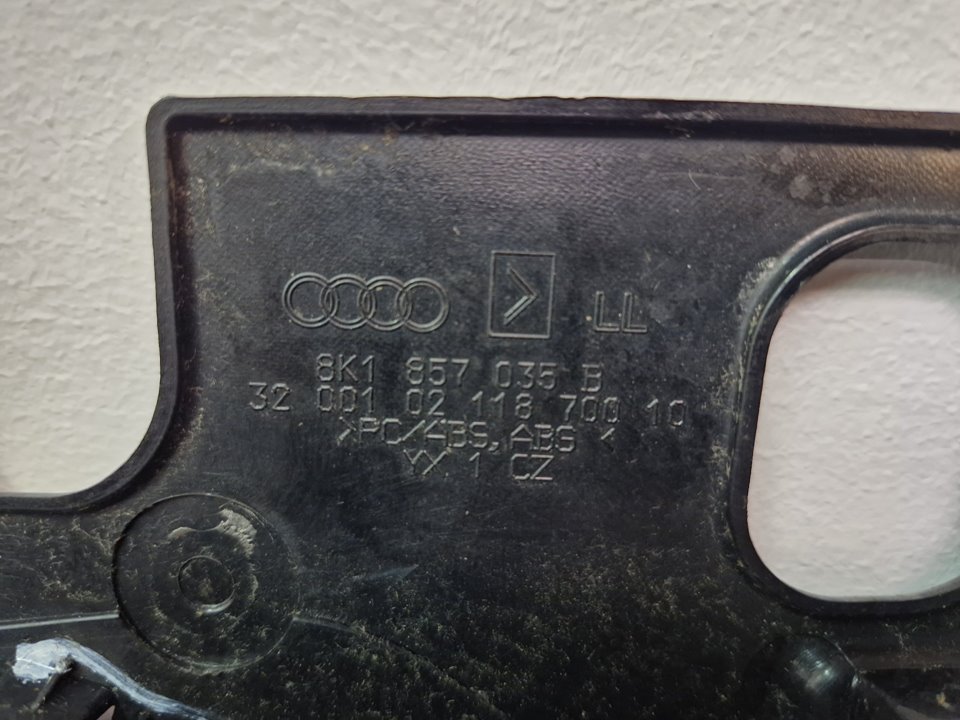 LL
8K1 857 035 B
32 001 02 118 700 10
>PC/ABS,ABS<
YX 1 CZ